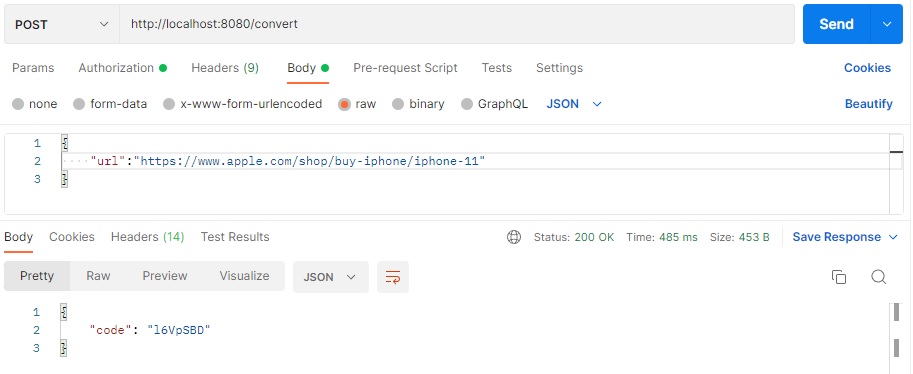 POST http://localhost:8080/convert Send
Params Authorization Headers (9) Body Pre-request Script Tests Settings Cookies
none form-data x-www-form-urlencoded raw binary GraphQL JSON Beautify
1 {
2 "url":"https://www.apple.com/shop/buy-iphone/iphone-11"
3 }
Body Cookies Headers (14) Test Results Status: 200 OK Time: 485 ms Size: 453 B Save Response
Pretty Raw Preview Visualize JSON
1 {
2 "code": "l6VpSBD"
3 }